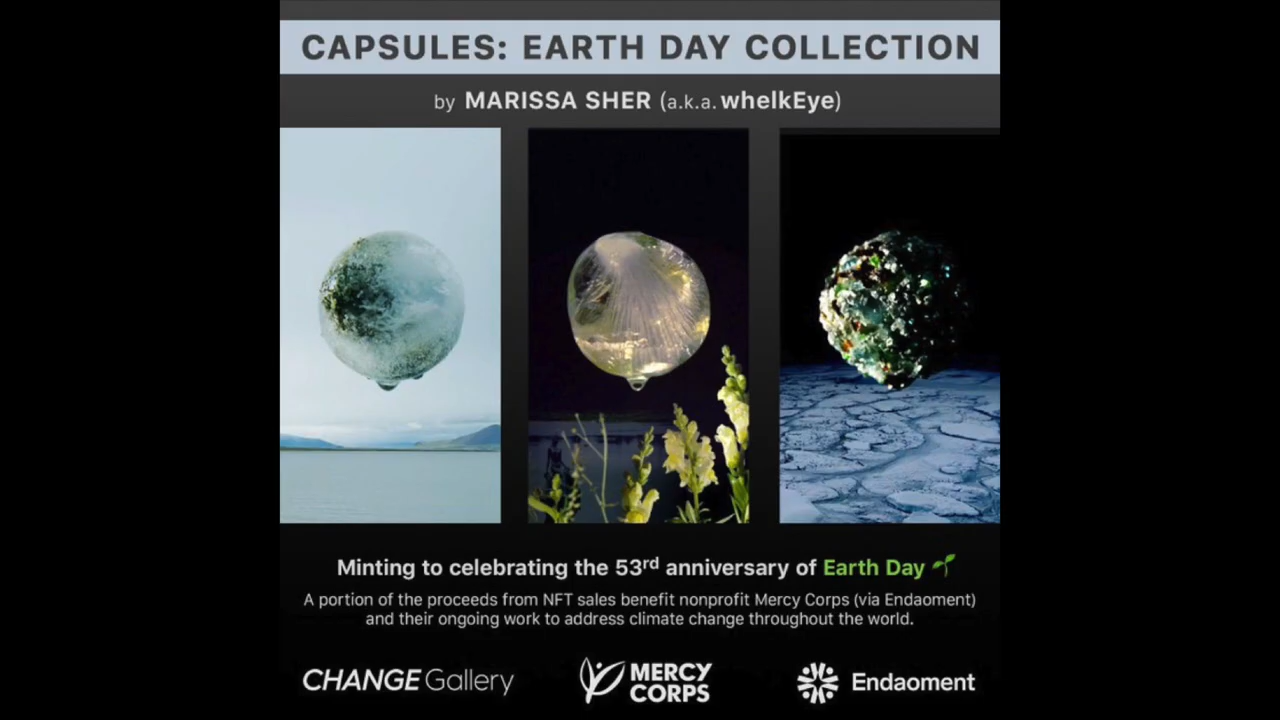 CAPSULES: EARTH DAY COLLECTION
by MARISSA SHER (a.k.a. whelkEye)
Minting to celebrating the 53rd anniversary of Earth Day
A portion of the proceeds from NFT sales benefit nonprofit Mercy Corps (via Endaoment)
and their ongoing work to address climate change throughout the world.
CHANGE Gallery
MERCY
CORPS
Endaoment